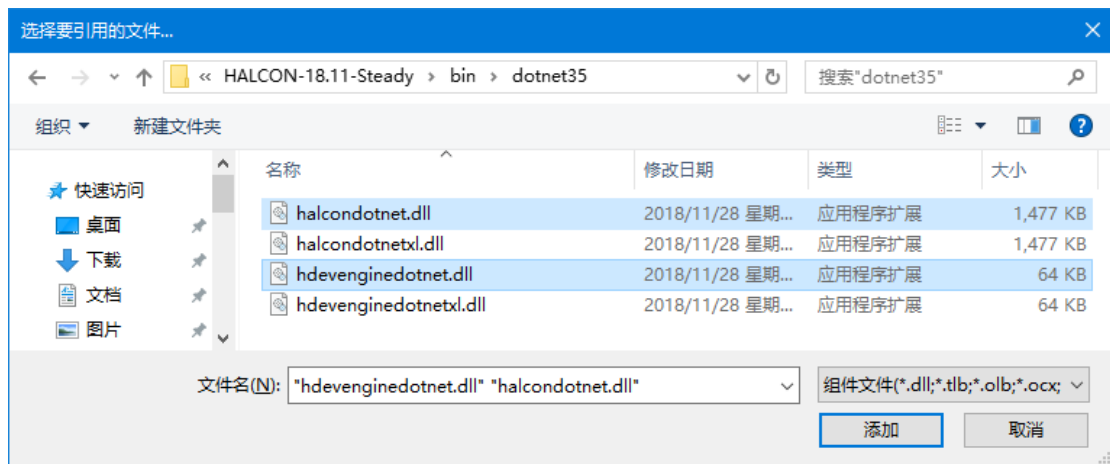 选择要引用的文件...
« HALCON-18.11-Steady › bin › dotnet35
搜索"dotnet35"
组织
新建文件夹
名称 修改日期 类型 大小
快速访问
桌面
下载
文档
图片
halcondotnet.dll 2018/11/28 星期... 应用程序扩展 1,477 KB
halcondotnetxl.dll 2018/11/28 星期... 应用程序扩展 1,477 KB
hdevenginedotnet.dll 2018/11/28 星期... 应用程序扩展 64 KB
hdevenginedotnetxl.dll 2018/11/28 星期... 应用程序扩展 64 KB
文件名(N): "hdevenginedotnet.dll" "halcondotnet.dll"
组件文件(*.dll;*.tlb;*.olb;*.ocx;
添加 取消